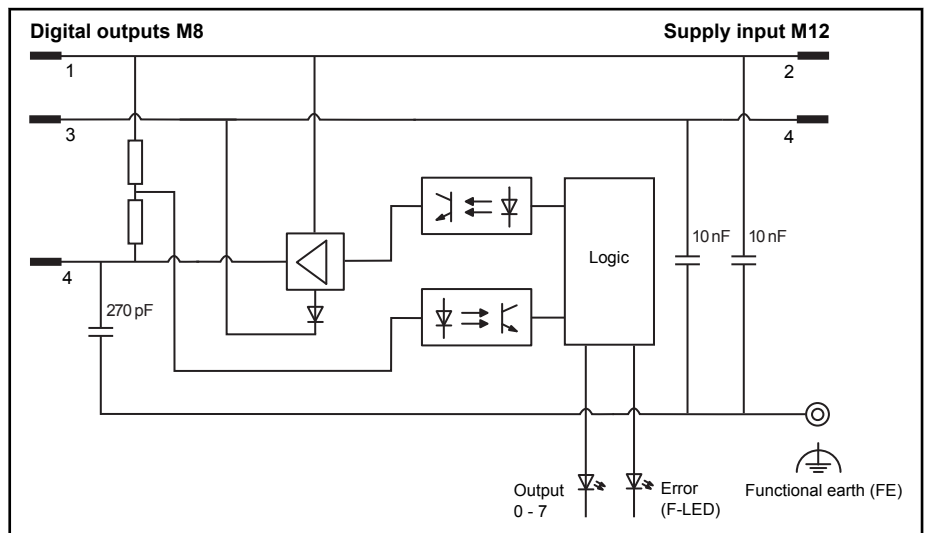 Digital outputs M8
Supply input M12
1
2
3
4
10 nF
10 nF
Logic
4
270 pF
Output
0 - 7
Error
(F-LED)
Functional earth (FE)